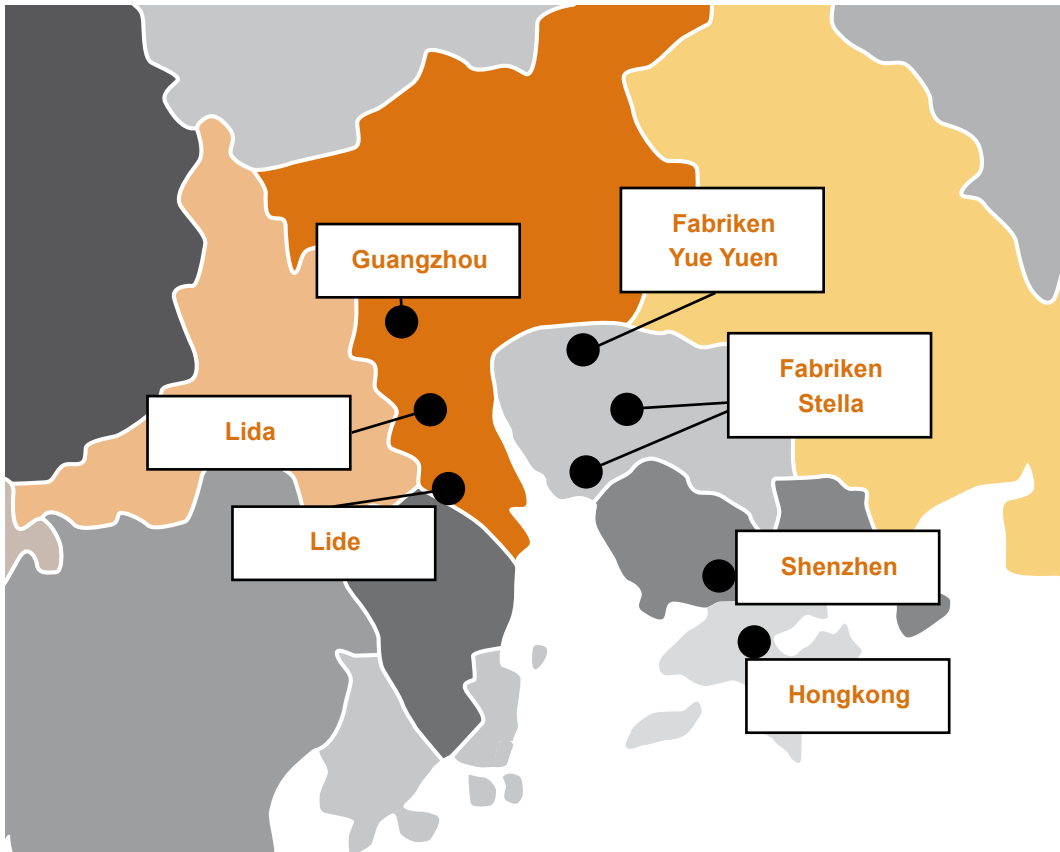 Fabriken
Yue Yuen
Guangzhou
Fabriken
Stella
Lida
Lide
Shenzhen
Hongkong